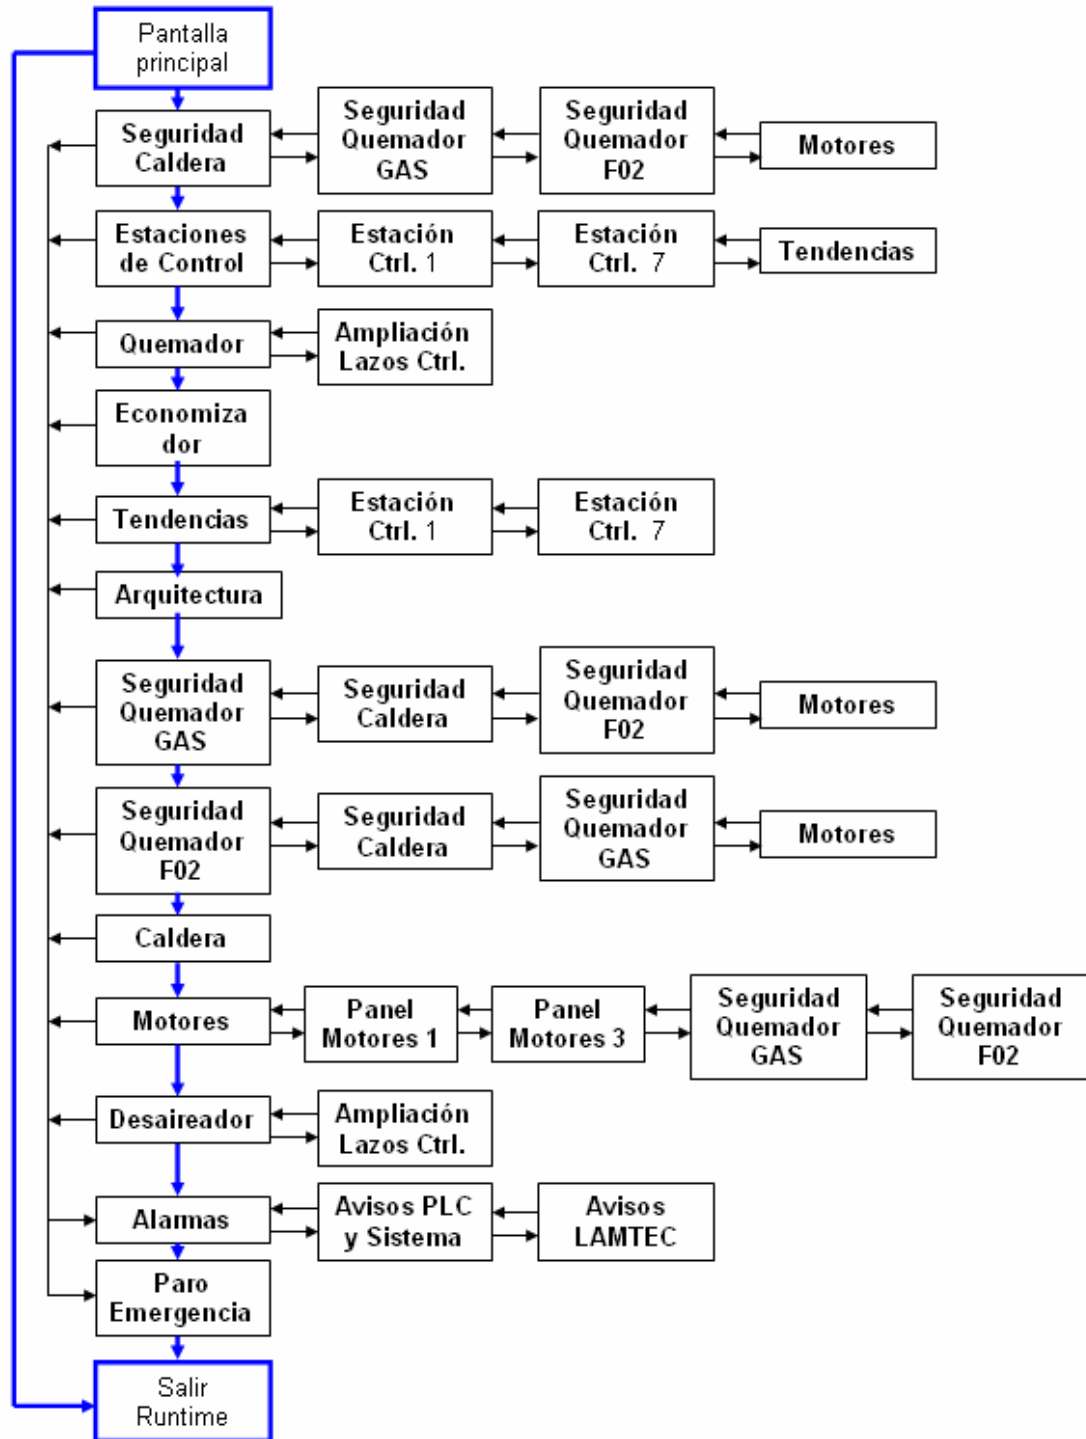 Pantalla
principal
Seguridad
Caldera
Seguridad
Quemador
GAS
Seguridad
Quemador
F02
Motores
Estaciones
de Control
Estación
Ctrl. 1
Estación
Ctrl. 7
Tendencias
Quemador
Ampliación
Lazos Ctrl.
Economiza
dor
Tendencias
Estación
Ctrl. 1
Estación
Ctrl. 7
Arquitectura
Seguridad
Quemador
GAS
Seguridad
Caldera
Seguridad
Quemador
F02
Motores
Seguridad
Quemador
F02
Seguridad
Caldera
Seguridad
Quemador
GAS
Motores
Caldera
Motores
Panel
Motores 1
Panel
Motores 3
Seguridad
Quemador
GAS
Seguridad
Quemador
F02
Desaireador
Ampliación
Lazos Ctrl.
Alarmas
Avisos PLC
y Sistema
Avisos
LAMTEC
Paro
Emergencia
Salir
Runtime